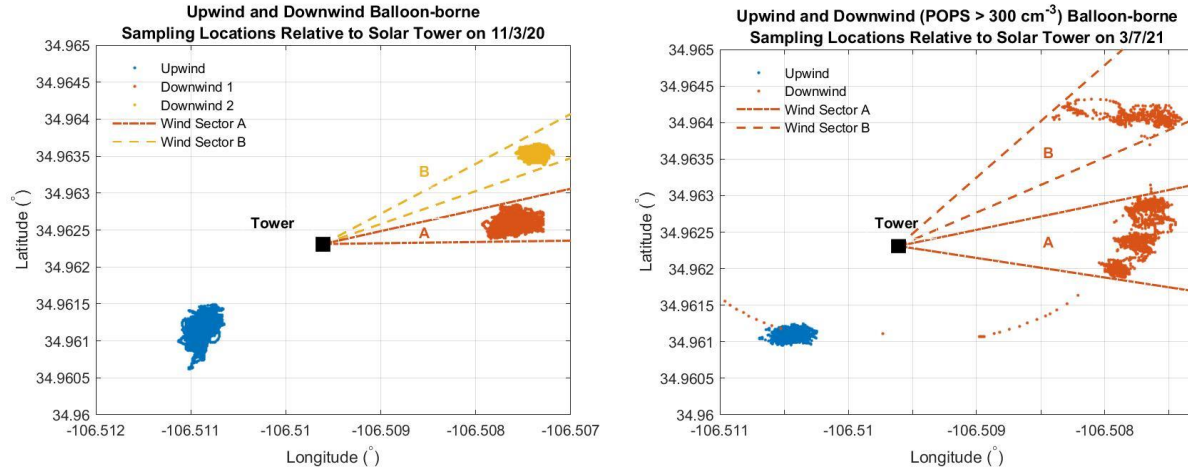 Upwind and Downwind Balloon-borne
Sampling Locations Relative to Solar Tower on 11/3/20
34.965
34.9645
34.964
34.9635
34.963
34.9625
34.962
34.9615
34.961
34.9605
34.96
Latitude (°)
Upwind
Downwind 1
Downwind 2
Wind Sector A
Wind Sector B
B
Tower
A
-106.512
-106.511
-106.51
-106.509
-106.508
-106.507
Longitude (°)
Upwind and Downwind (POPS > 300 cm⁻³) Balloon-borne
Sampling Locations Relative to Solar Tower on 3/7/21
34.965
34.9645
34.964
34.9635
34.963
34.9625
34.962
34.9615
34.961
34.9605
34.96
Latitude (°)
Upwind
Downwind
Wind Sector A
Wind Sector B
B
Tower
A
-106.511
-106.51
-106.509
-106.508
Longitude (°)